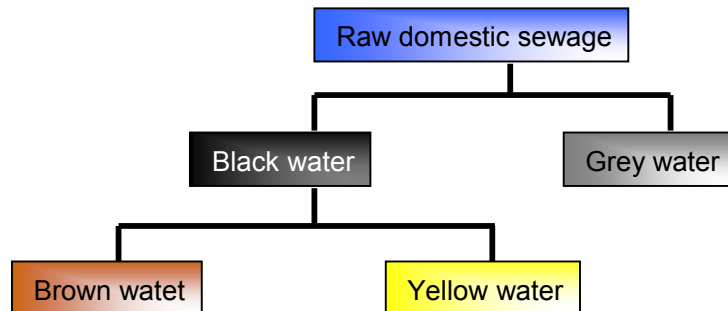 Raw domestic sewage
Black water
Grey water
Brown watet
Yellow water